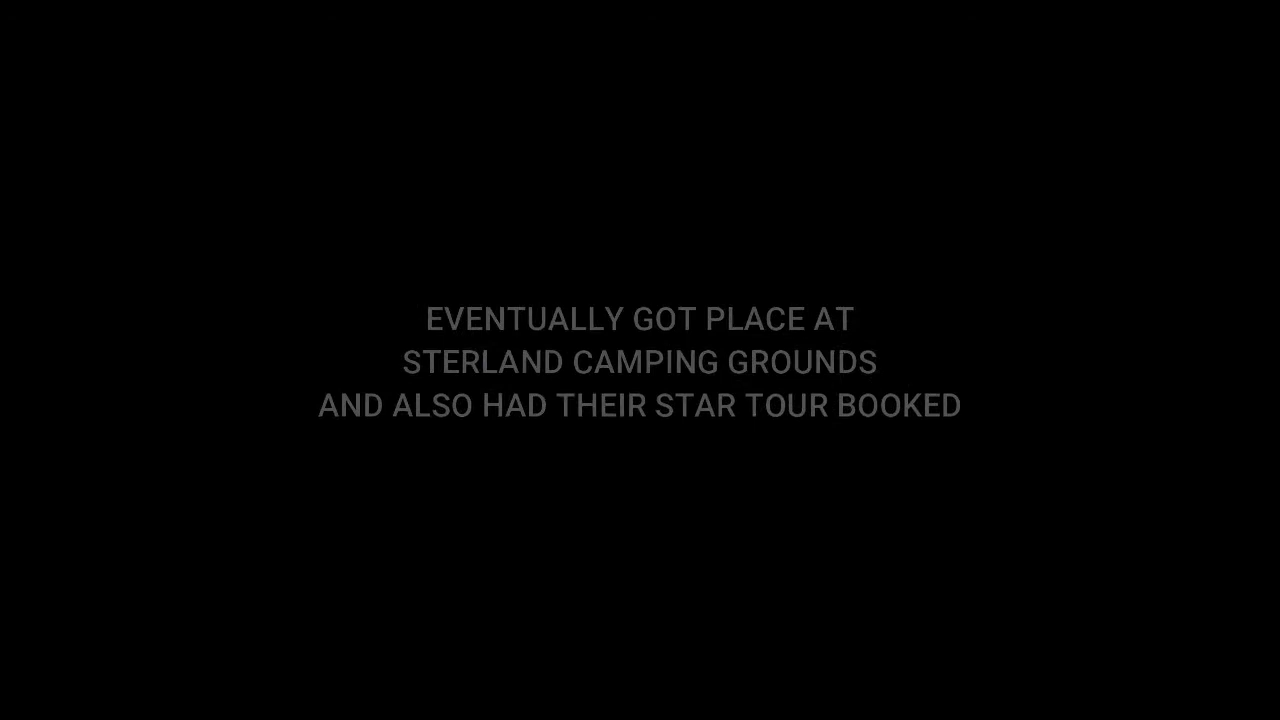 EVENTUALLY GOT PLACE AT
STERLAND CAMPING GROUNDS
AND ALSO HAD THEIR STAR TOUR BOOKED